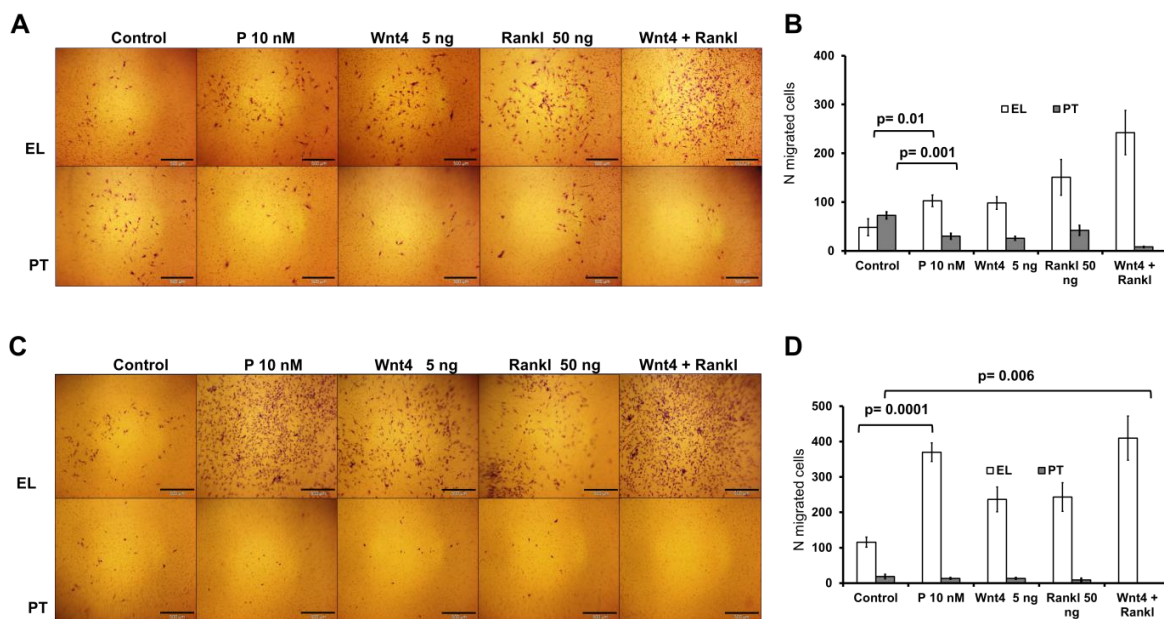 A
Control P 10 nM Wnt4 5 ng Rankl 50 ng Wnt4 + Rankl
EL
PT
B
400
300
200
100
0
N migrated cells
EL PT
p= 0.01
p= 0.001
Control P 10 nM Wnt4 5 ng Rankl 50 ng Wnt4 + Rankl
C
Control P 10 nM Wnt4 5 ng Rankl 50 ng Wnt4 + Rankl
EL
PT
D
p= 0.006
p= 0.0001
500
400
300
200
100
0
N migrated cells
EL PT
Control P 10 nM Wnt4 5 ng Rankl 50 ng Wnt4 + Rankl